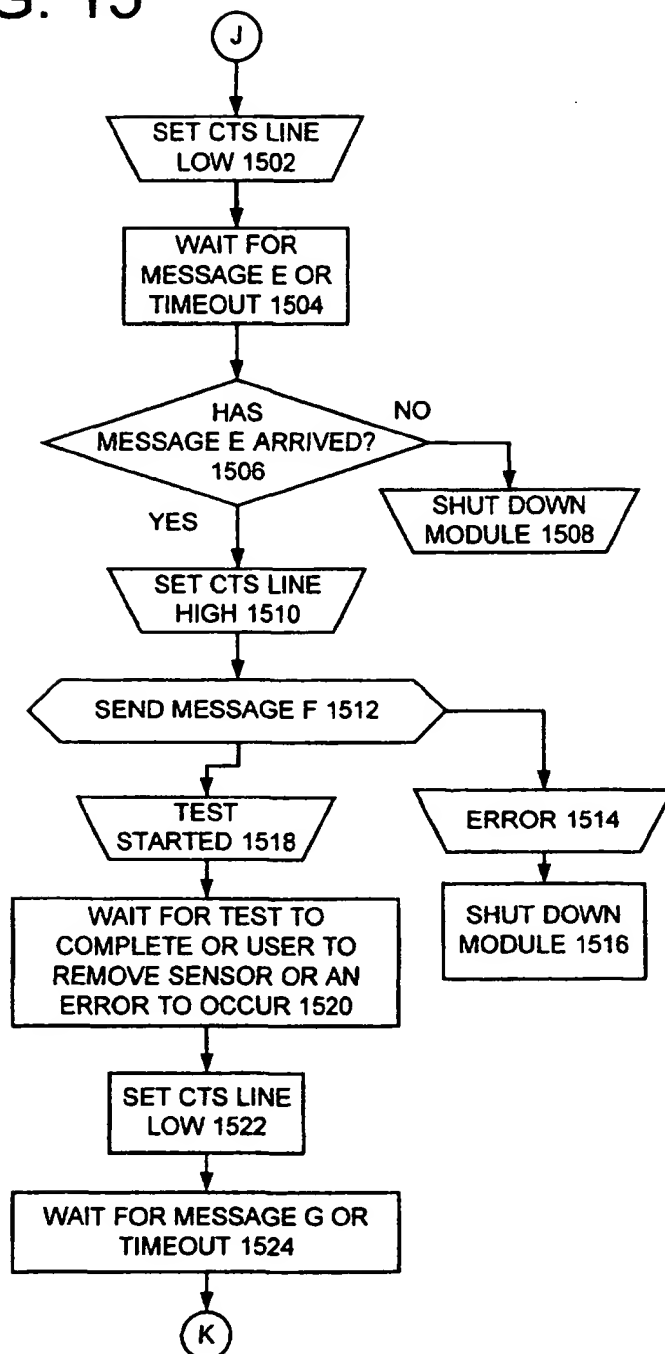 G. 15
J
SET CTS LINE
LOW 1502
WAIT FOR
MESSAGE E OR
TIMEOUT 1504
HAS
MESSAGE E ARRIVED?
1506
NO
YES
SHUT DOWN
MODULE 1508
SET CTS LINE
HIGH 1510
SEND MESSAGE F 1512
TEST
STARTED 1518
ERROR 1514
WAIT FOR TEST TO
COMPLETE OR USER TO
REMOVE SENSOR OR AN
ERROR TO OCCUR 1520
SHUT DOWN
MODULE 1516
SET CTS LINE
LOW 1522
WAIT FOR MESSAGE G OR
TIMEOUT 1524
K